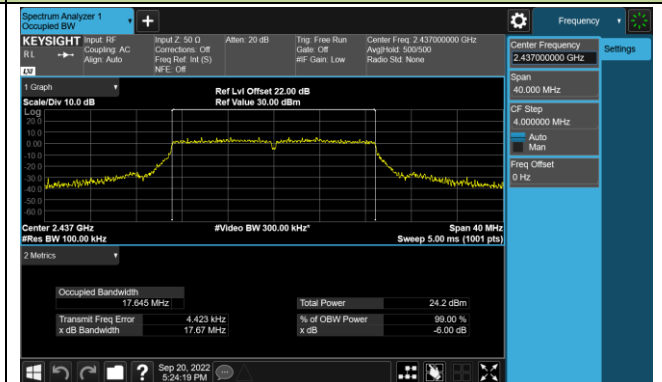 Spectrum Analyzer 1
Occupied BW
Frequency
KEYSIGHT
RL
LXI
Input: RF
Coupling: AC
Align: Auto
Input Z: 50 Ω
Corrections: Off
Freq Ref: Int (S)
NFE: Off
Atten: 20 dB
Trig: Free Run
Gate: Off
#IF Gain: Low
Center Freq: 2.437000000 GHz
Avg|Hold: 500/500
Radio Std: None
Center Frequency
2.437000000 GHz
Settings
Span
40.000 MHz
CF Step
4.000000 MHz
Auto
Man
Freq Offset
0 Hz
1 Graph
Scale/Div 10.0 dB
Ref Lvl Offset 22.00 dB
Ref Value 30.00 dBm
Log
20.0
10.0
0.00
-10.0
-20.0
-30.0
-40.0
-50.0
-60.0
Center 2.437 GHz
#Res BW 100.00 kHz
#Video BW 300.00 kHz*
Span 40 MHz
Sweep 5.00 ms (1001 pts)
2 Metrics
Occupied Bandwidth
17.645 MHz
Total Power 24.2 dBm
Transmit Freq Error 4.423 kHz
% of OBW Power 99.00 %
x dB Bandwidth 17.67 MHz
x dB -6.00 dB
?
Sep 20, 2022
5:24:19 PM